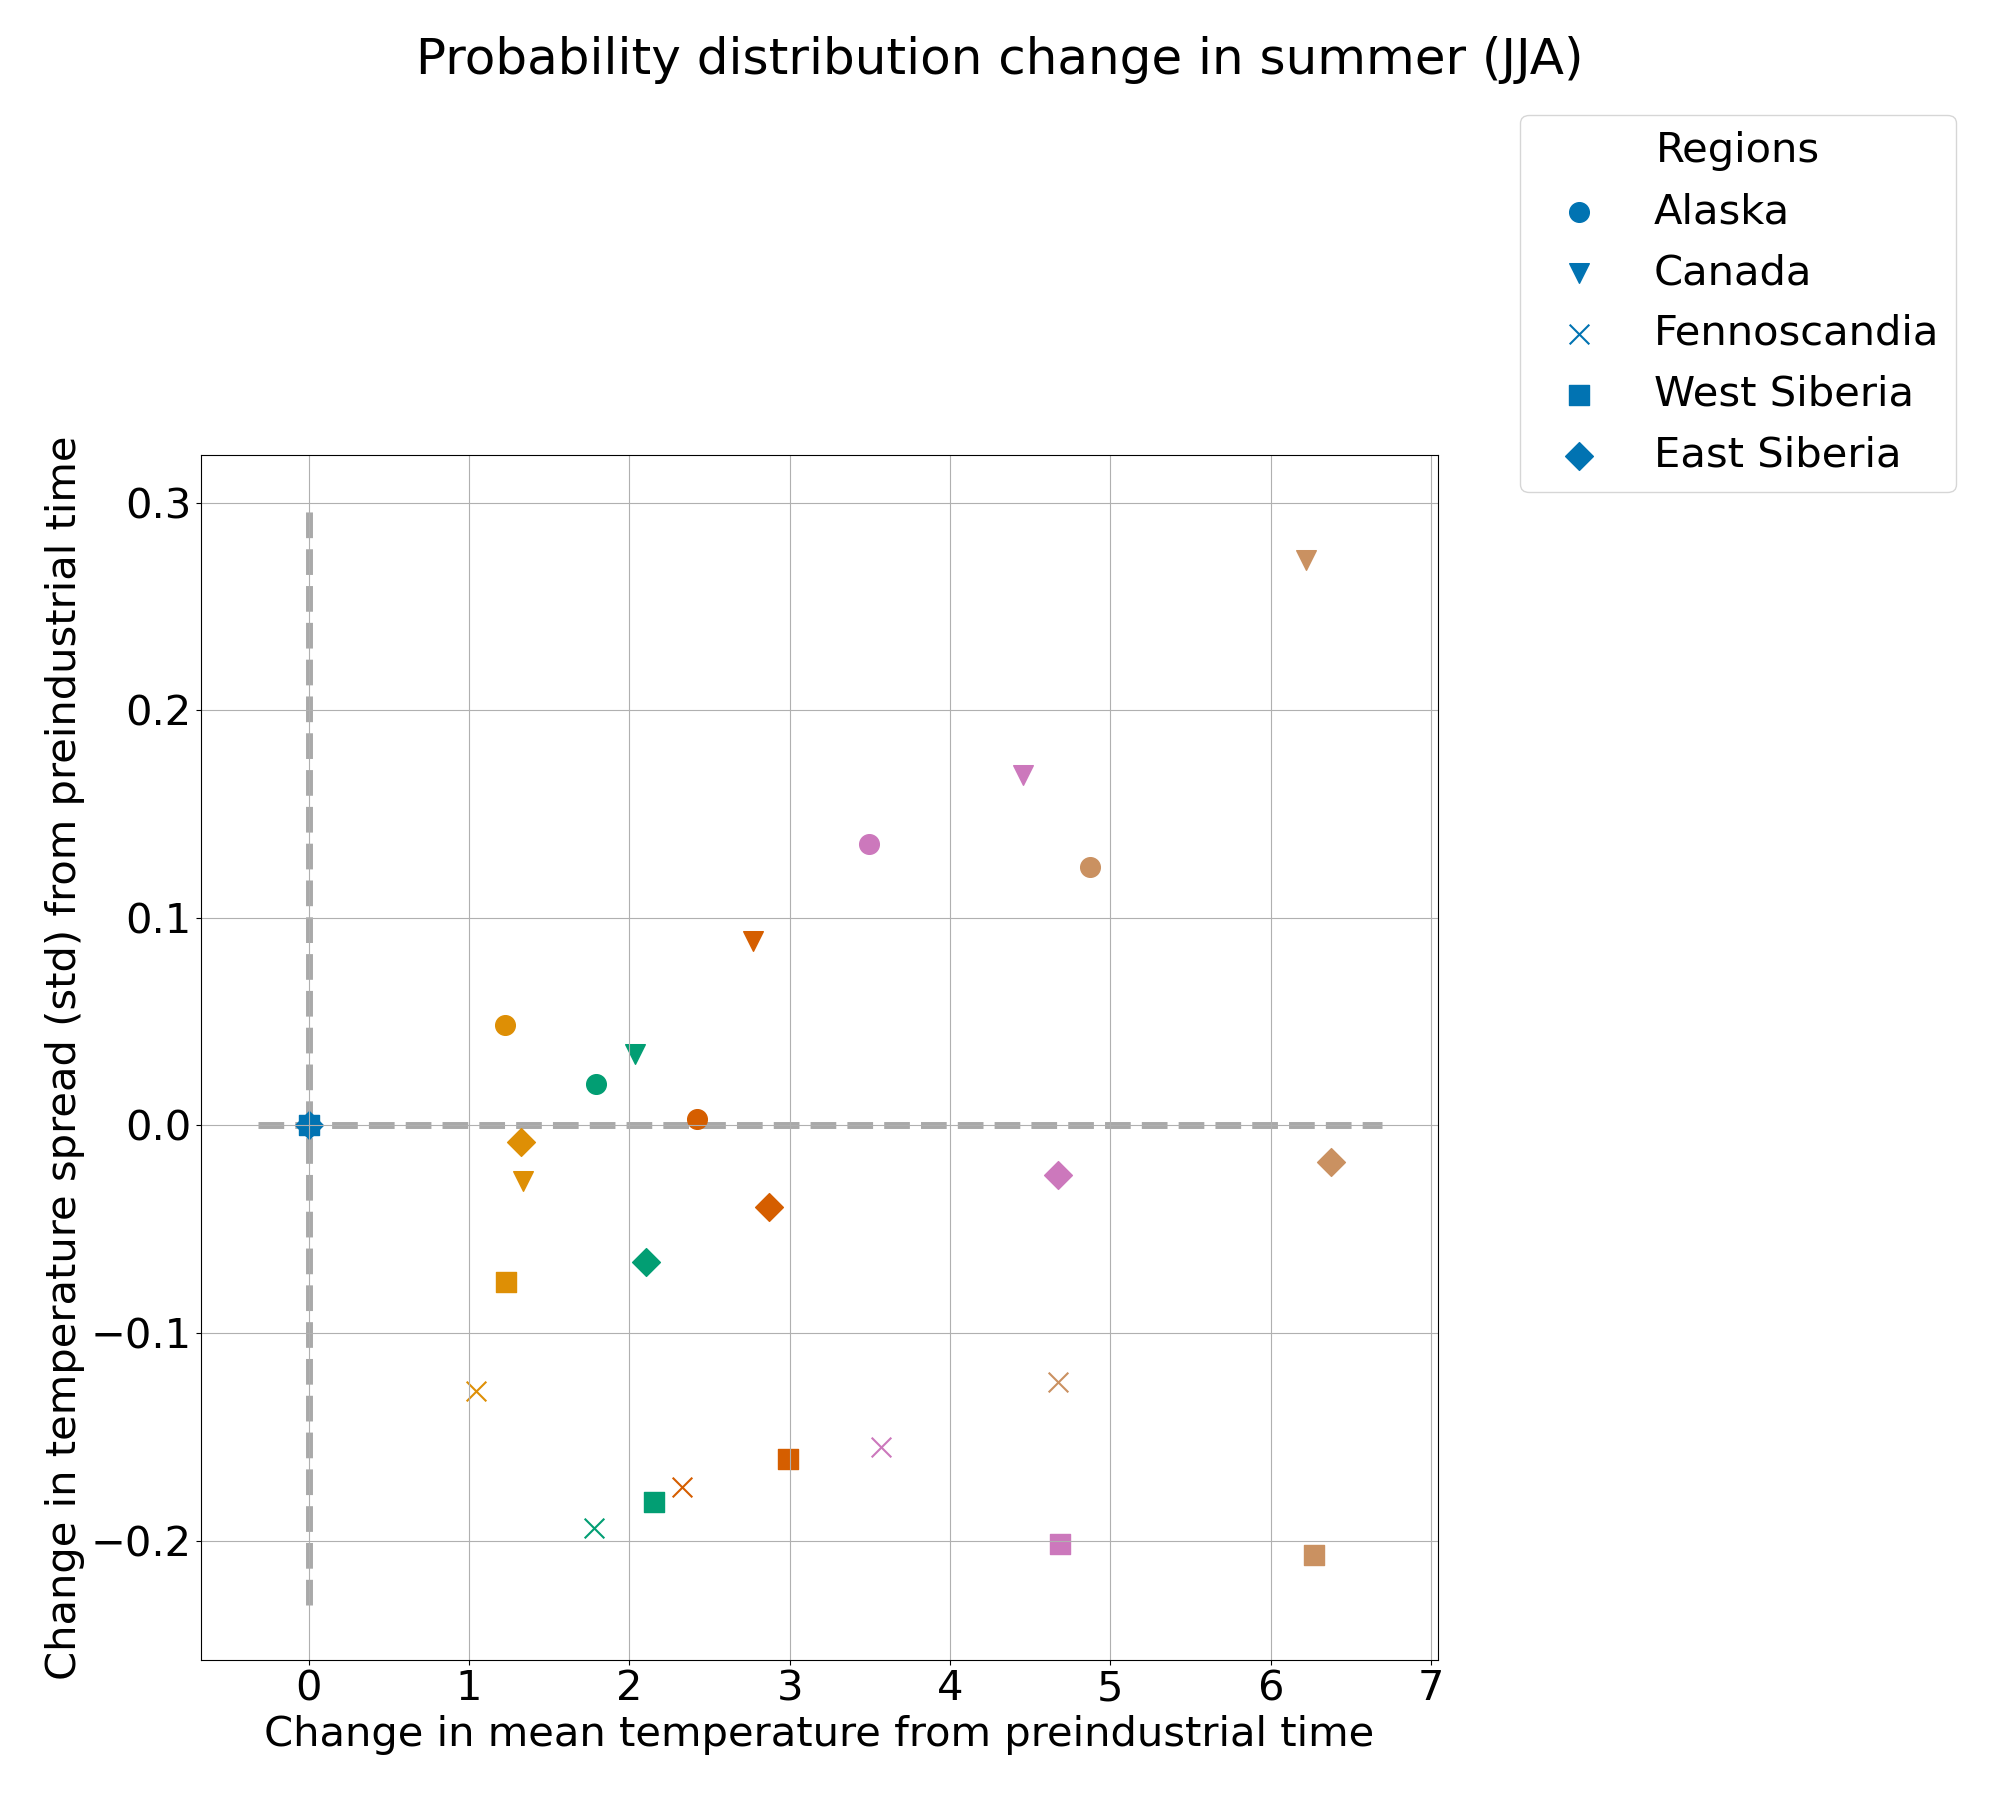 Probability distribution change in summer (JJA)
Regions
Alaska
Canada
Fennoscandia
West Siberia
East Siberia
Change in temperature spread (std) from preindustrial time
0.3
0.2
0.1
0.0
−0.1
−0.2
0 1 2 3 4 5 6 7
Change in mean temperature from preindustrial time